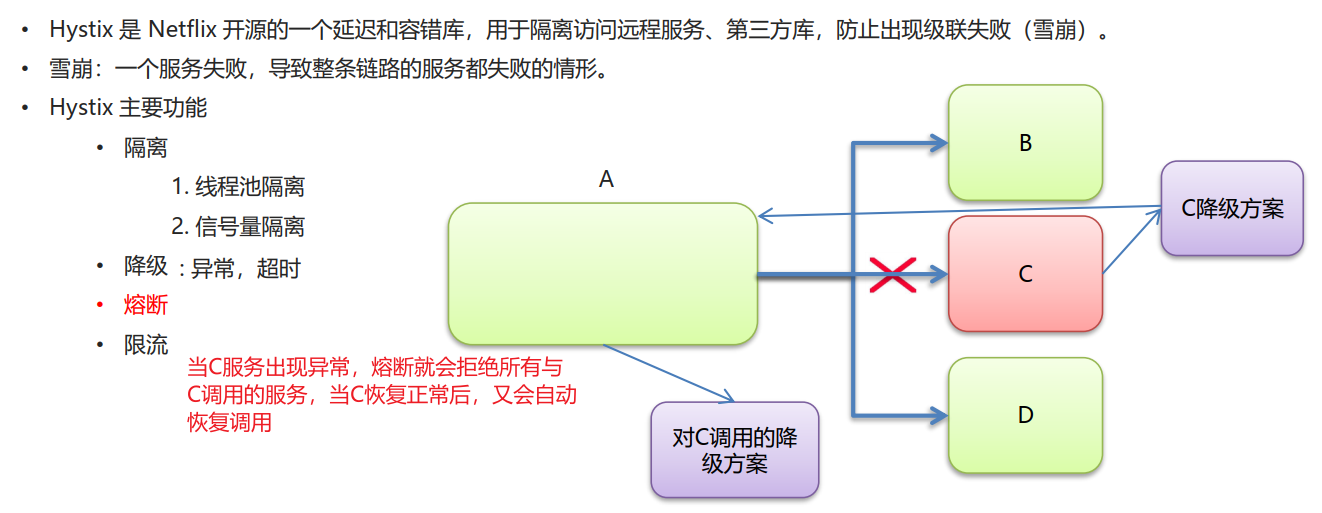 • Hystix 是 Netflix 开源的一个延迟和容错库，用于隔离访问远程服务、第三方库，防止出现级联失败（雪崩）。
• 雪崩：一个服务失败，导致整条链路的服务都失败的情形。
• Hystix 主要功能
• 隔离
1. 线程池隔离
2. 信号量隔离
• 降级 : 异常，超时
• 熔断
• 限流
当C服务出现异常，熔断就会拒绝所有与
C调用的服务，当C恢复正常后，又会自动
恢复调用
A
B
C
D
C降级方案
对C调用的降
级方案